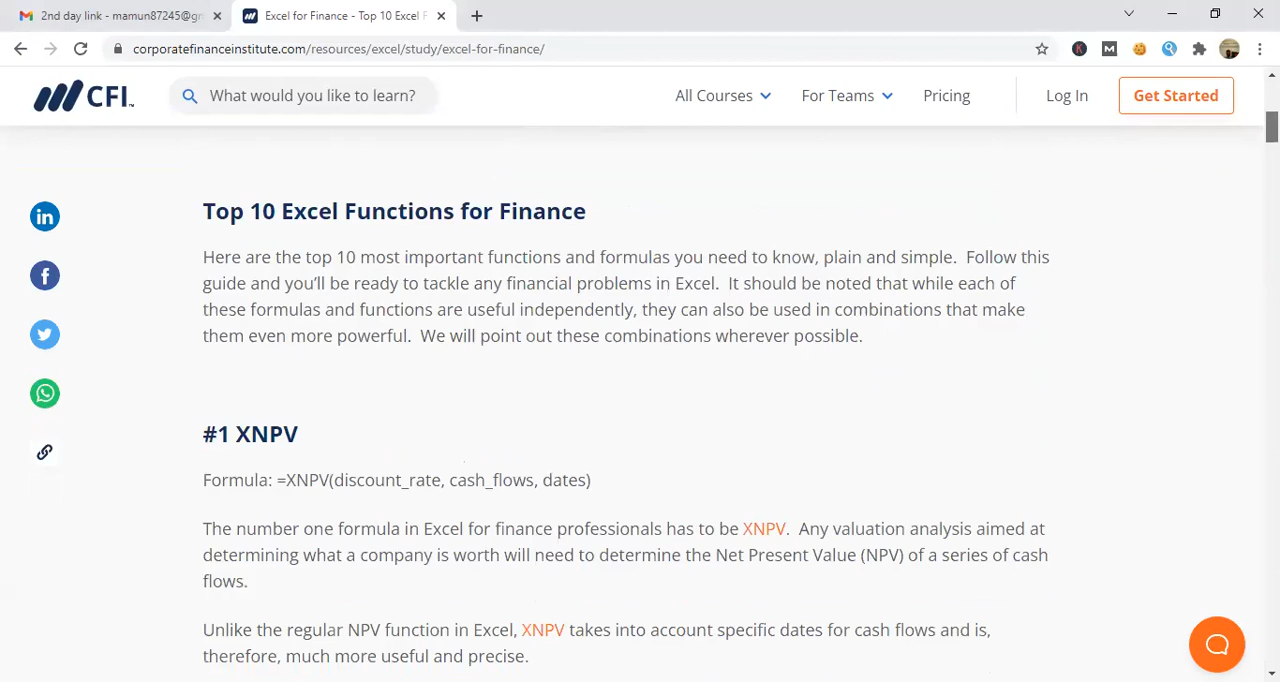 2nd day link - mamun87245@gm
Excel for Finance - Top 10 Excel F
corporatefinanceinstitute.com/resources/excel/study/excel-for-finance/
CFI™
What would you like to learn?
All Courses
For Teams
Pricing
Log In
Get Started
Top 10 Excel Functions for Finance
Here are the top 10 most important functions and formulas you need to know, plain and simple. Follow this
guide and you'll be ready to tackle any financial problems in Excel. It should be noted that while each of
these formulas and functions are useful independently, they can also be used in combinations that make
them even more powerful. We will point out these combinations wherever possible.
#1 XNPV
Formula: =XNPV(discount_rate, cash_flows, dates)
The number one formula in Excel for finance professionals has to be XNPV. Any valuation analysis aimed at
determining what a company is worth will need to determine the Net Present Value (NPV) of a series of cash
flows.
Unlike the regular NPV function in Excel, XNPV takes into account specific dates for cash flows and is,
therefore, much more useful and precise.